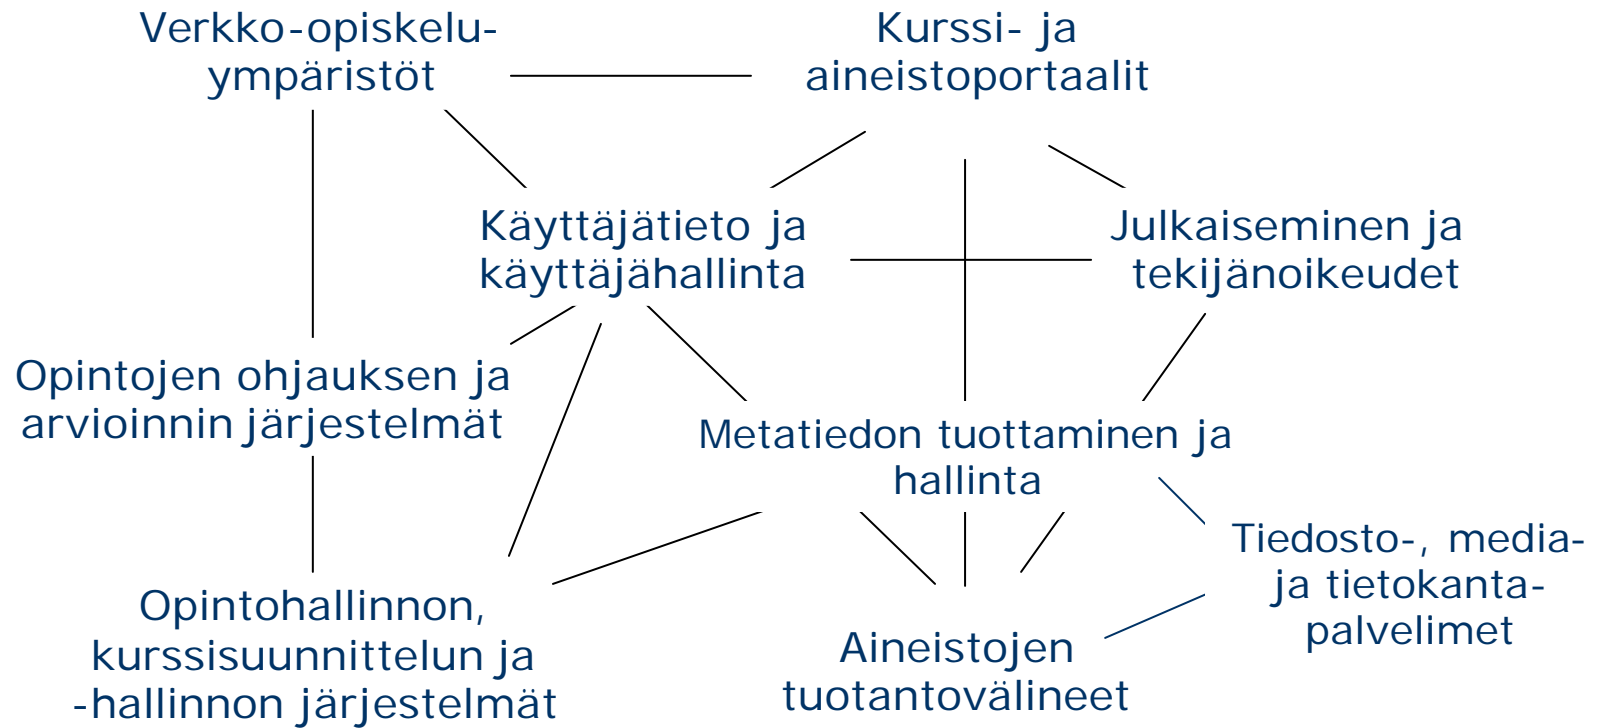 Verkko-opiskelu-
ympäristöt
Kurssi- ja
aineistoportaalit
Käyttäjätieto ja
käyttäjähallinta
Julkaiseminen ja
tekijänoikeudet
Opintojen ohjauksen ja
arvioinnin järjestelmät
Metatiedon tuottaminen ja
hallinta
Tiedosto-, media-
ja tietokanta-
palvelimet
Opintohallinnon,
kurssisuunnittelun ja
-hallinnon järjestelmät
Aineistojen
tuotantovälineet